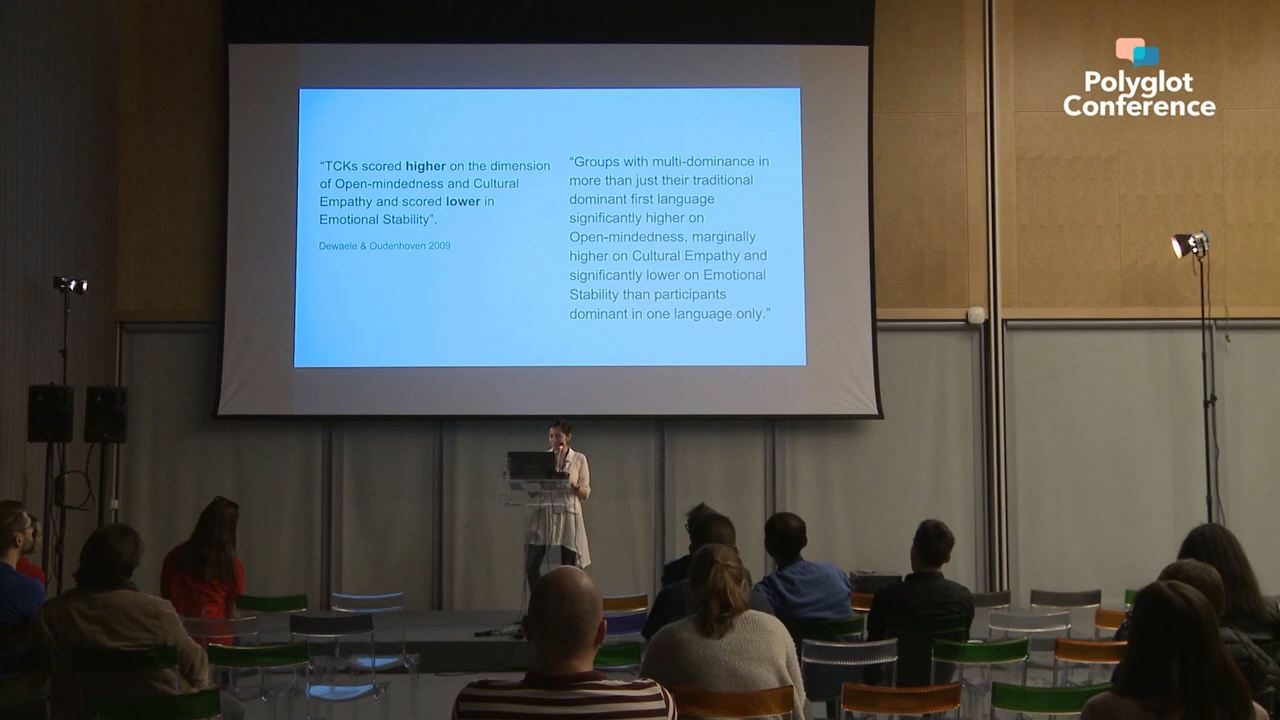 Polyglot
Conference
“TCKs scored higher on the dimension
of Open-mindedness and Cultural
Empathy and scored lower in
Emotional Stability”.
Dewaele & Oudenhoven 2009
“Groups with multi-dominance in
more than just their traditional
dominant first language
significantly higher on
Open-mindedness, marginally
higher on Cultural Empathy and
significantly lower on Emotional
Stability than participants
dominant in one language only.”